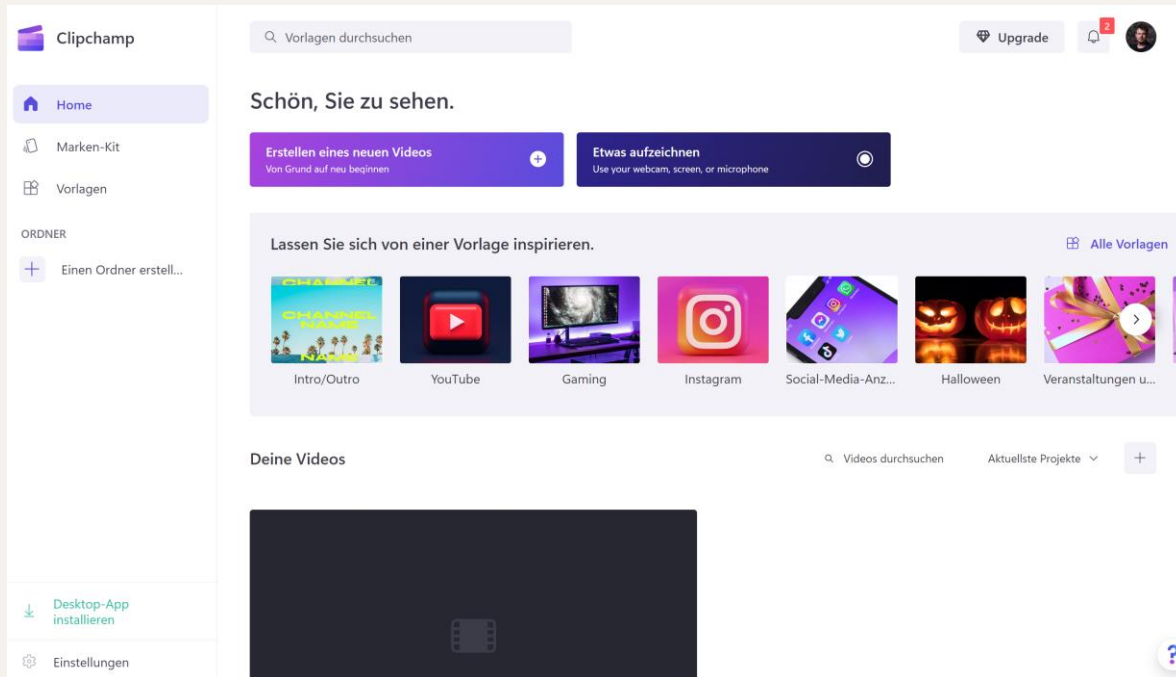 Clipchamp
Vorlagen durchsuchen
Upgrade
2
Home
Marken-Kit
Vorlagen
ORDNER
Einen Ordner erstell...
Desktop-App
installieren
Einstellungen
Schön, Sie zu sehen.
Erstellen eines neuen Videos
Von Grund auf neu beginnen
Etwas aufzeichnen
Use your webcam, screen, or microphone
Lassen Sie sich von einer Vorlage inspirieren.
Alle Vorlagen
CHANNEL
CHANNEL
NAME
NAME
Intro/Outro
YouTube
Gaming
Instagram
Social-Media-Anz...
Halloween
Veranstaltungen u...
Deine Videos
Videos durchsuchen
Aktuellste Projekte
?